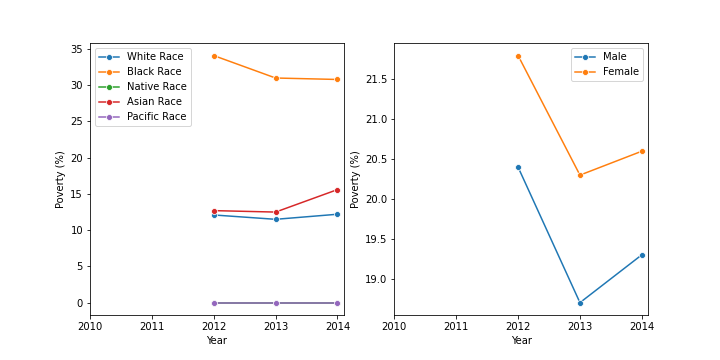 35
30
25
20
15
10
5
0
Poverty (%)
2010 2011 2012 2013 2014
Year
White Race
Black Race
Native Race
Asian Race
Pacific Race
21.5
21.0
20.5
20.0
19.5
19.0
Poverty (%)
2010 2011 2012 2013 2014
Year
Male
Female